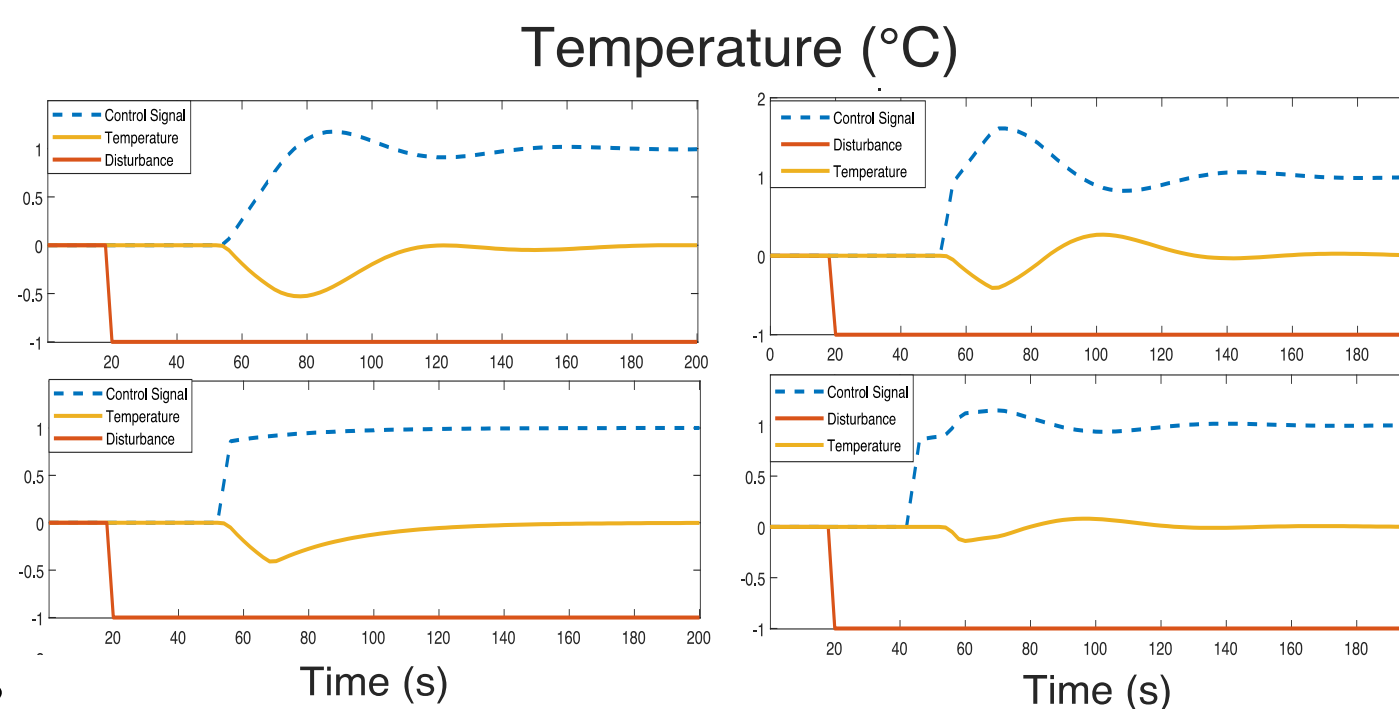 Temperature (°C)
Control Signal
Temperature
Disturbance
1
0.5
0
-0.5
-1
20 40 60 80 100 120 140 160 180 200
Control Signal
Disturbance
Temperature
2
1
0
-1
0 20 40 60 80 100 120 140 160 180
Control Signal
Temperature
Disturbance
1
0.5
0
-0.5
-1
20 40 60 80 100 120 140 160 180 200
Time (s)
Control Signal
Disturbance
Temperature
1
0.5
0
-0.5
-1
20 40 60 80 100 120 140 160 180
Time (s)